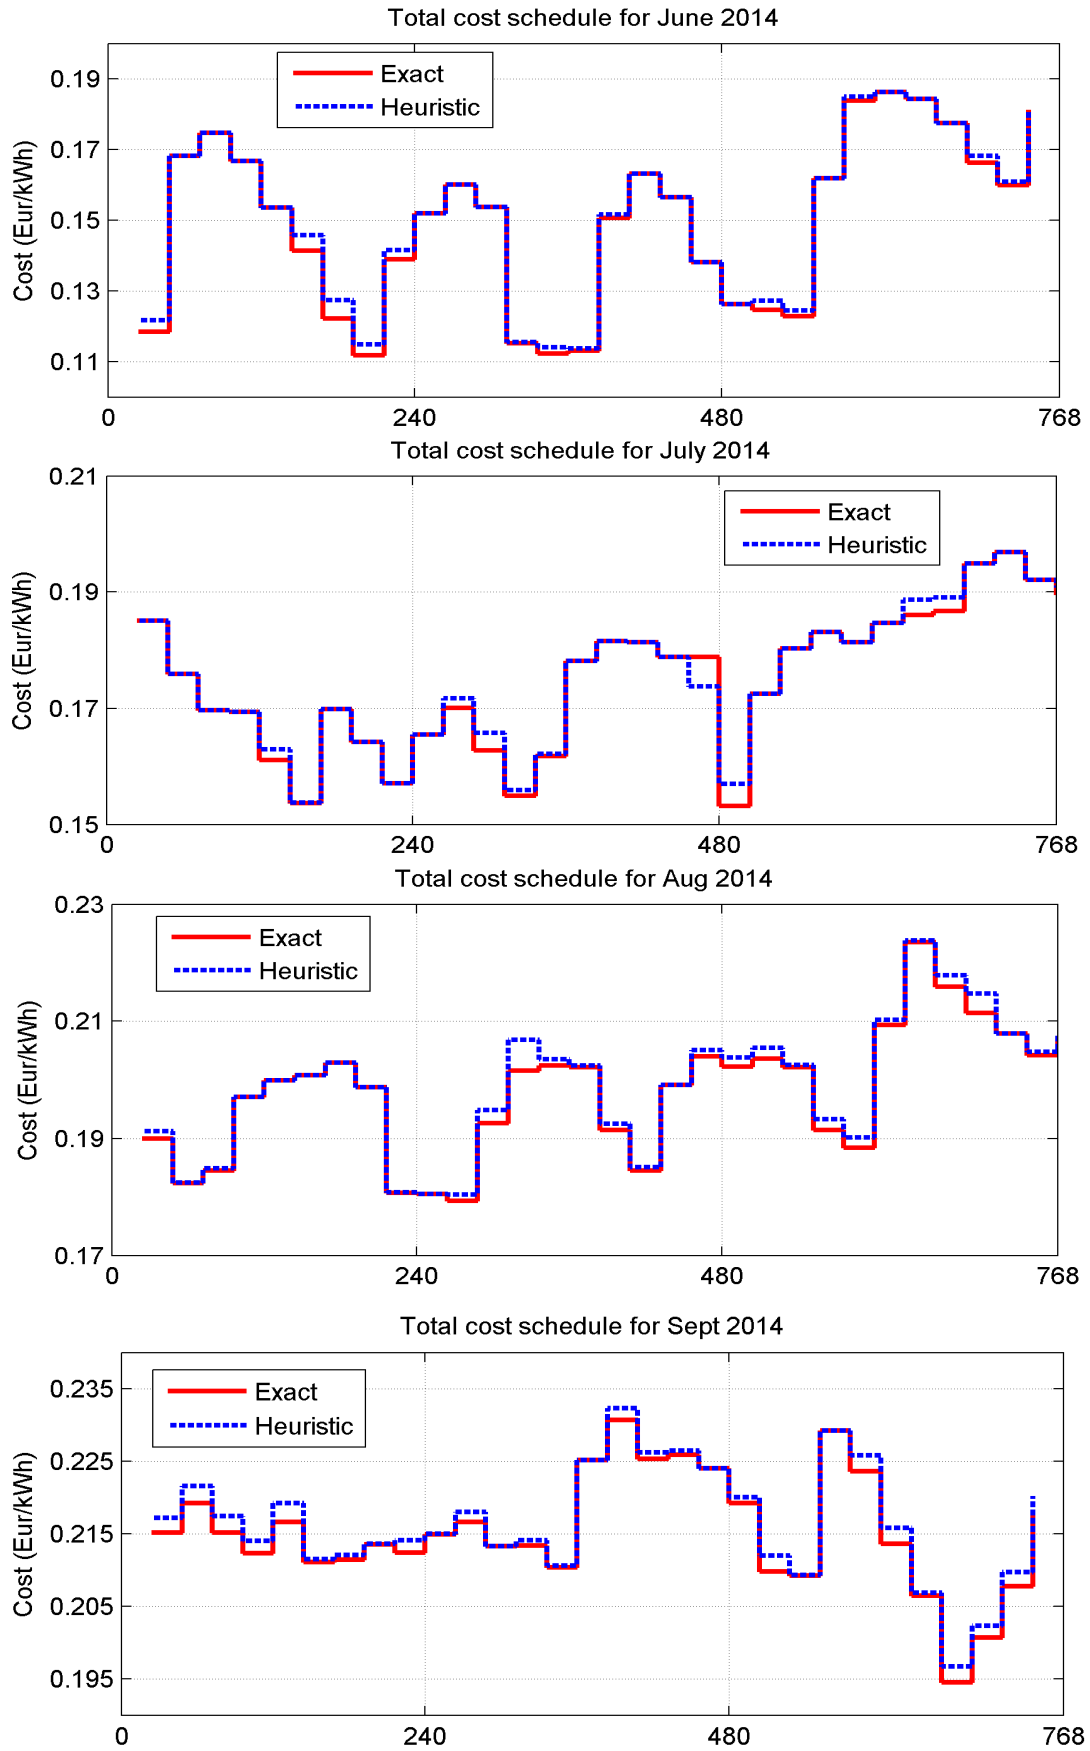 Total cost schedule for June 2014
Cost (Eur/kWh)
0.19
0.17
0.15
0.13
0.11
Exact
Heuristic
0 240 480 768
Total cost schedule for July 2014
Cost (Eur/kWh)
0.21
0.19
0.17
0.15
Exact
Heuristic
0 240 480 768
Total cost schedule for Aug 2014
Cost (Eur/kWh)
0.23
0.21
0.19
0.17
Exact
Heuristic
0 240 480 768
Total cost schedule for Sept 2014
Cost (Eur/kWh)
0.235
0.225
0.215
0.205
0.195
Exact
Heuristic
0 240 480 768